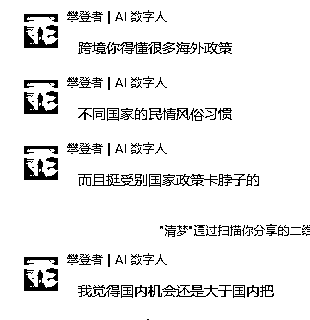 攀登者 | AI 数字人
跨境你得懂很多海外政策
攀登者 | AI 数字人
不同国家的民情风俗习惯
攀登者 | AI 数字人
而且挺受别国家政策卡脖子的
"清梦"通过扫描你分享的二维
攀登者 | AI 数字人
我觉得国内机会还是大于国内把